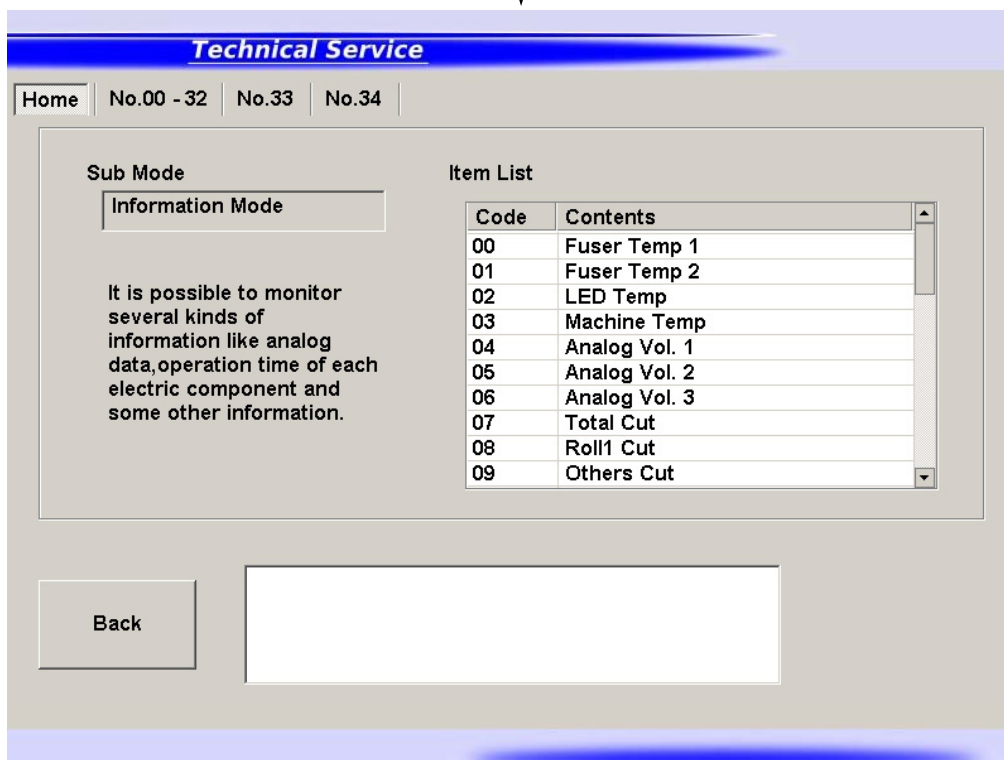 Technical Service
Home No.00 - 32 No.33 No.34
Sub Mode
Information Mode
It is possible to monitor
several kinds of
information like analog
data,operation time of each
electric component and
some other information.
Item List
Code Contents
00 Fuser Temp 1
01 Fuser Temp 2
02 LED Temp
03 Machine Temp
04 Analog Vol. 1
05 Analog Vol. 2
06 Analog Vol. 3
07 Total Cut
08 Roll1 Cut
09 Others Cut
Back